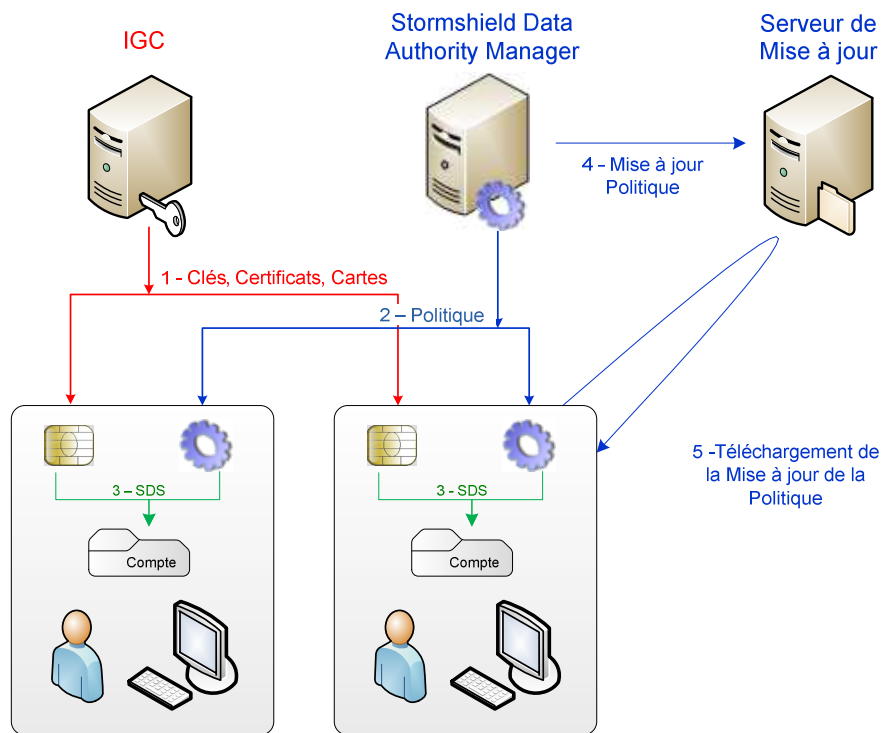 IGC
Stormshield Data
Authority Manager
Serveur de
Mise à jour
4 - Mise à jour
Politique
1 - Clés, Certificats, Cartes
2 – Politique
3 – SDS
Compte
3 - SDS
Compte
5 -Téléchargement de
la Mise à jour de la
Politique